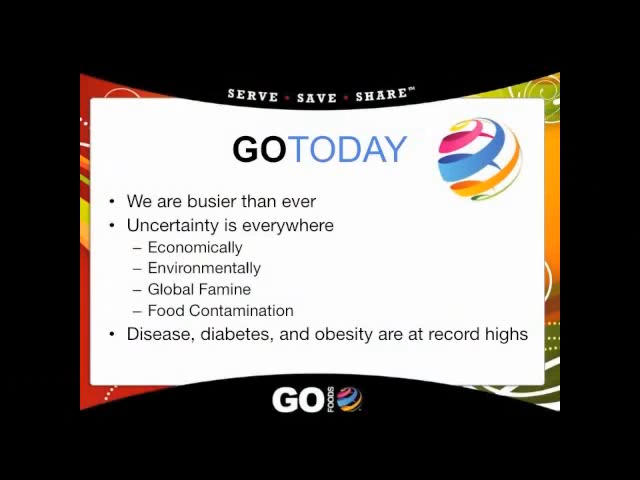 SERVE • SAVE • SHARE™
GOTODAY
• We are busier than ever
• Uncertainty is everywhere
– Economically
– Environmentally
– Global Famine
– Food Contamination
• Disease, diabetes, and obesity are at record highs
GO FOODS